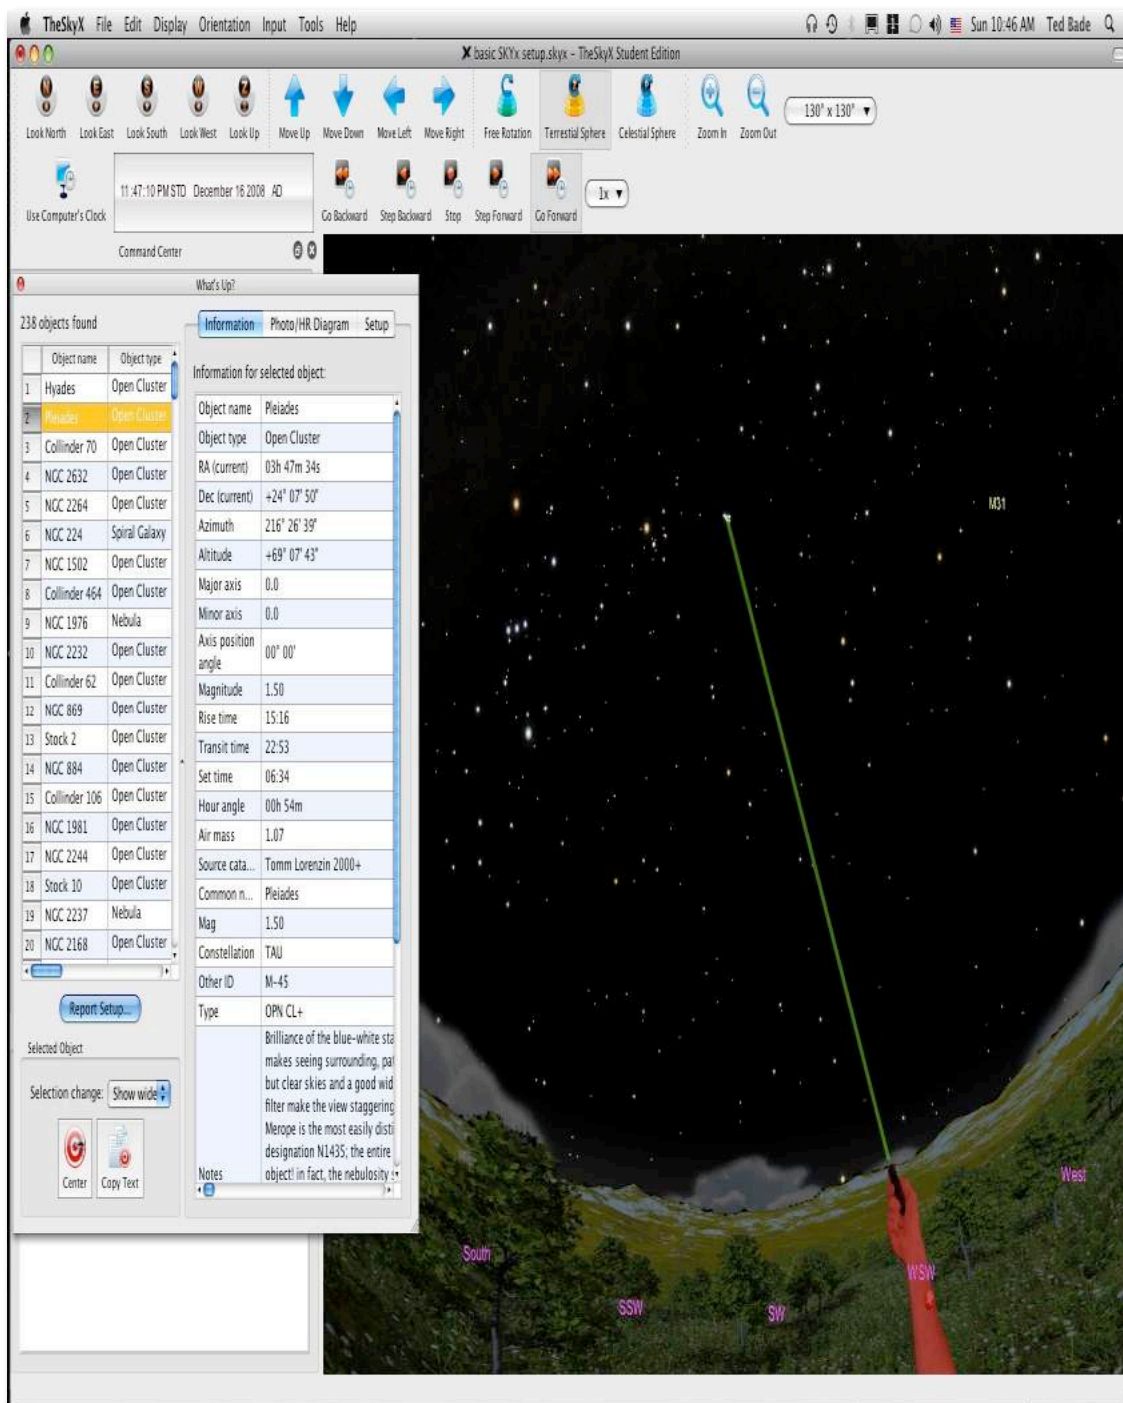 TheSkyX File Edit Display Orientation Input Tools Help Sun 10:46 AM Ted Bade
X basic SKYx setup.skyx - TheSkyX Student Edition
N E S W Z
Look North Look East Look South Look West Look Up Move Up Move Down Move Left Move Right Free Rotation Terrestial Sphere Celestial Sphere Zoom In Zoom Out 130° x 130°
Use Computer's Clock 11:47:10 PM STD December 16 2008 AD Go Backward Step Backward Stop Step Forward Go Forward 1x
Command Center
What's Up?
238 objects found
Information Photo/HR Diagram Setup
Object name Object type
1 Hyades Open Cluster
2 Pleiades Open Cluster
3 Collinder 70 Open Cluster
4 NGC 2632 Open Cluster
5 NGC 2264 Open Cluster
6 NGC 224 Spiral Galaxy
7 NGC 1502 Open Cluster
8 Collinder 464 Open Cluster
9 NGC 1976 Nebula
10 NGC 2232 Open Cluster
11 Collinder 62 Open Cluster
12 NGC 869 Open Cluster
13 Stock 2 Open Cluster
14 NGC 884 Open Cluster
15 Collinder 106 Open Cluster
16 NGC 1981 Open Cluster
17 NGC 2244 Open Cluster
18 Stock 10 Open Cluster
19 NGC 2237 Nebula
20 NGC 2168 Open Cluster
Report Setup...
Selected Object
Selection change: Show wide
Center Copy Text
Information for selected object:
Object name Pleiades
Object type Open Cluster
RA (current) 03h 47m 34s
Dec (current) +24° 07' 50"
Azimuth 216° 26' 39"
Altitude +69° 07' 43"
Major axis 0.0
Minor axis 0.0
Axis position
angle 00° 00'
Magnitude 1.50
Rise time 15:16
Transit time 22:53
Set time 06:34
Hour angle 00h 54m
Air mass 1.07
Source cata... Tomm Lorenzin 2000+
Common n... Pleiades
Mag 1.50
Constellation TAU
Other ID M-45
Type OPN CL+
Brilliance of the blue-white sta
makes seeing surrounding, pat
but clear skies and a good wid
filter make the view staggering
Merope is the most easily disti
designation N1435; the entire
Notes object! in fact, the nebulosity
M31
West
South
WSW
SSW
SW